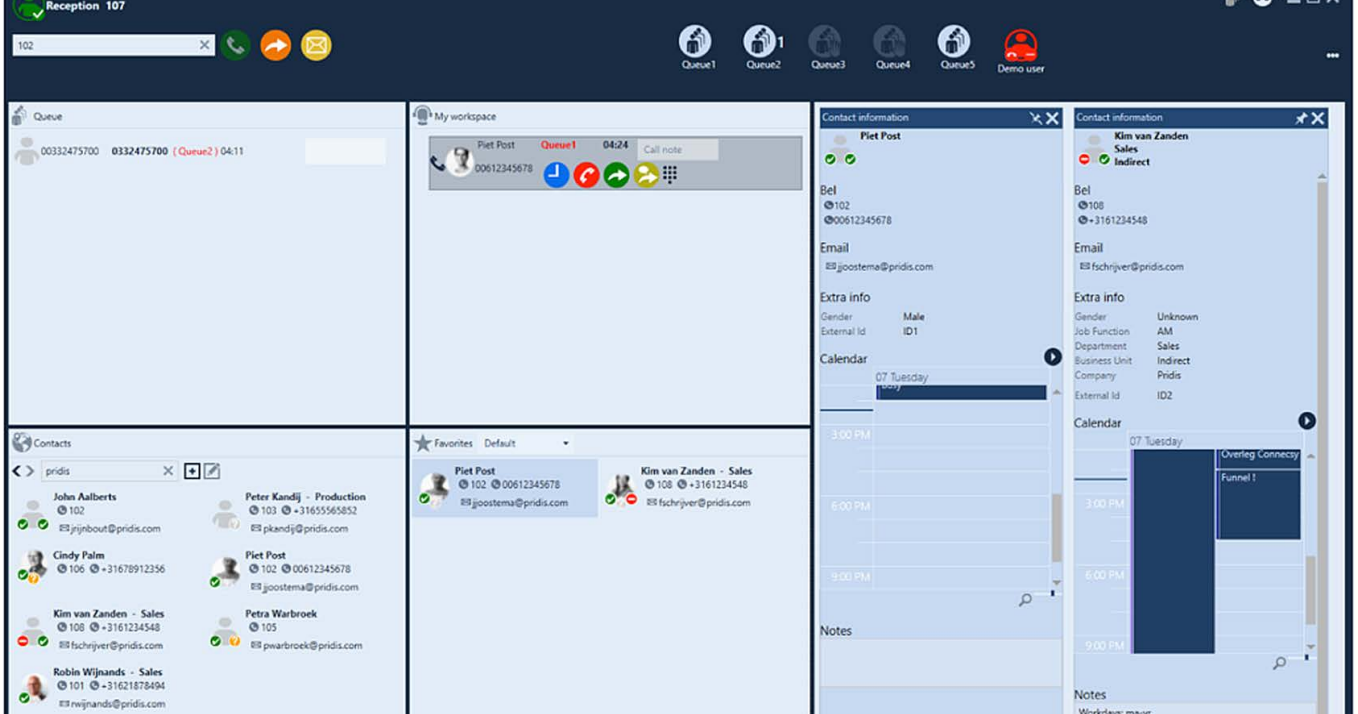 Reception 107
102
1
Queue1 Queue2 Queue3 Queue4 Queue5 Demo user
Queue
00332475700 0332475700 ( Queue2 ) 04:11
My workspace
Piet Post Queue1 04:24 Call note
00612345678
Contacts
pridis
John Aalberts
102
jrijnbout@pridis.com
Peter Kandij - Production
103 +31655565852
pkandij@pridis.com
Cindy Palm
106 +31678912356
Piet Post
102 00612345678
jjoostema@pridis.com
Kim van Zanden - Sales
108 +3161234548
fschrijver@pridis.com
Petra Warbroek
105
pwarbroek@pridis.com
Robin Wijnands - Sales
101 +31621878494
rwijnands@pridis.com
Favorites Default
Piet Post
102 00612345678
jjoostema@pridis.com
Kim van Zanden - Sales
108 +3161234548
fschrijver@pridis.com
Contact information
Piet Post
Bel
102
00612345678
Email
jjoostema@pridis.com
Extra info
Gender Male
External Id ID1
Calendar
07 Tuesday
Busy
3:00 PM
6:00 PM
9:00 PM
Notes
Contact information
Kim van Zanden
Sales
Indirect
Bel
108
+3161234548
Email
fschrijver@pridis.com
Extra info
Gender Unknown
Job Function AM
Department Sales
Business Unit Indirect
Company Pridis
External Id ID2
Calendar
07 Tuesday
Overleg Connecsy
Funnel !
3:00 PM
6:00 PM
9:00 PM
Notes